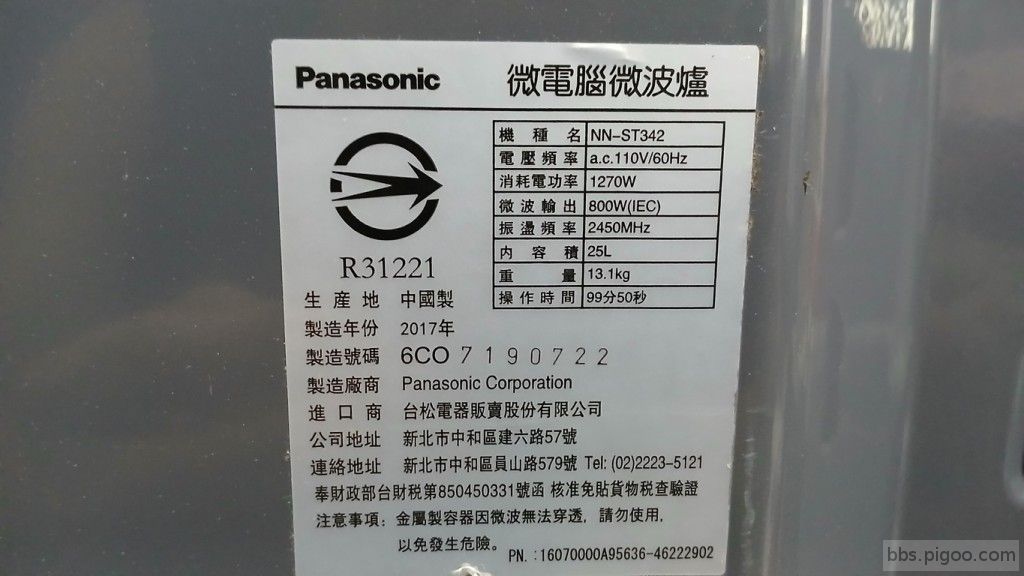 Panasonic 微電腦微波爐
機種名 NN-ST342
電壓頻率 a.c.110V/60Hz
消耗電功率 1270W
微波輸出 800W(IEC)
振盪頻率 2450MHz
內容積 25L
重量 13.1kg
操作時間 99分50秒
R31221
生產地 中國製
製造年份 2017年
製造號碼 6CO 7190722
製造廠商 Panasonic Corporation
進口商 台松電器販賣股份有限公司
公司地址 新北市中和區建六路57號
連絡地址 新北市中和區員山路579號 Tel: (02)2223-5121
奉財政部台財稅第850450331號函 核准免貼貨物稅查驗證
注意事項: 金屬製容器因微波無法穿透, 請勿使用,
以免發生危險。
PN.:16070000A95636-46222902
bbs.pigoo.com